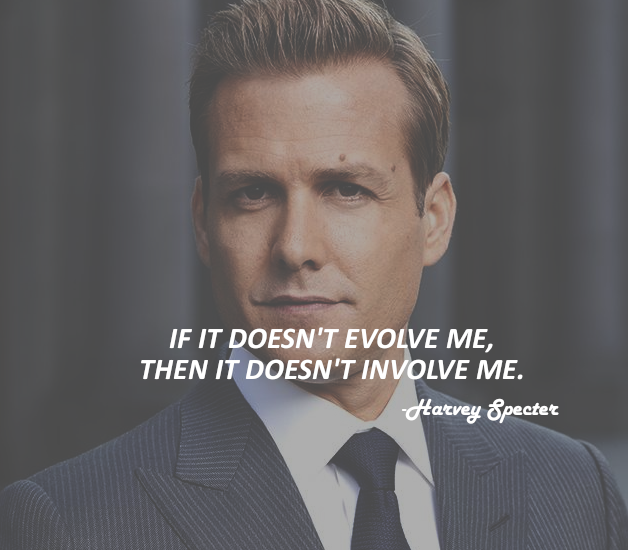 IF IT DOESN'T EVOLVE ME,
THEN IT DOESN'T INVOLVE ME.
-Harvey Specter